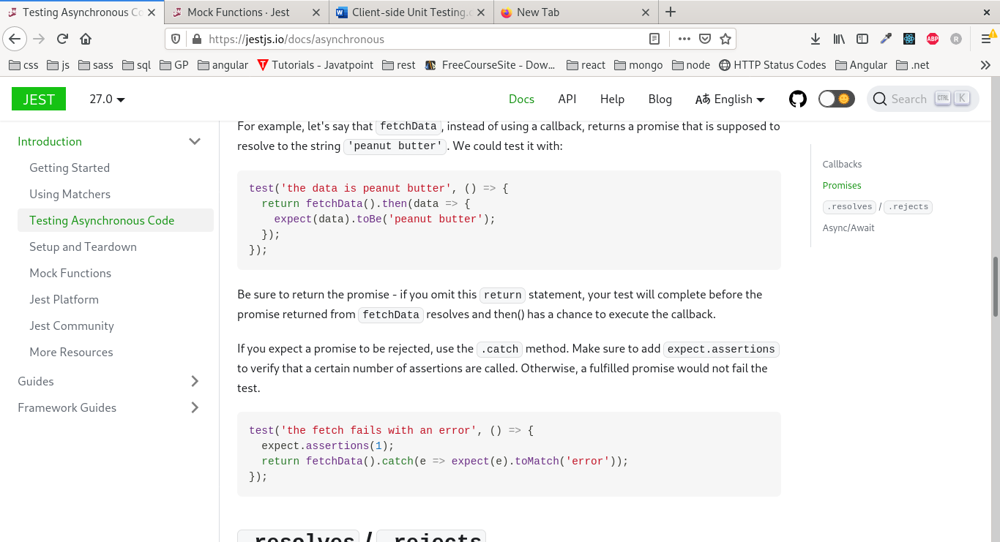 Testing Asynchronous Co
Mock Functions · Jest
Client-side Unit Testing.d
New Tab
https://jestjs.io/docs/asynchronous
ABP
R
css
js
sass
sql
GP
angular
Tutorials - Javatpoint
rest
FreeCourseSite - Dow...
react
mongo
node
HTTP Status Codes
Angular
.net
JEST
27.0
Docs
API
Help
Blog
English
Search
CTRL
K
Introduction
Getting Started
Using Matchers
Testing Asynchronous Code
Setup and Teardown
Mock Functions
Jest Platform
Jest Community
More Resources
Guides
Framework Guides
For example, let's say that fetchData, instead of using a callback, returns a promise that is supposed to
resolve to the string 'peanut butter'. We could test it with:
test('the data is peanut butter', () => {
  return fetchData().then(data => {
    expect(data).toBe('peanut butter');
  });
});
Be sure to return the promise - if you omit this return statement, your test will complete before the
promise returned from fetchData resolves and then() has a chance to execute the callback.
If you expect a promise to be rejected, use the .catch method. Make sure to add expect.assertions
to verify that a certain number of assertions are called. Otherwise, a fulfilled promise would not fail the
test.
test('the fetch fails with an error', () => {
  expect.assertions(1);
  return fetchData().catch(e => expect(e).toMatch('error'));
});
.resolves / .rejects
Callbacks
Promises
.resolves / .rejects
Async/Await